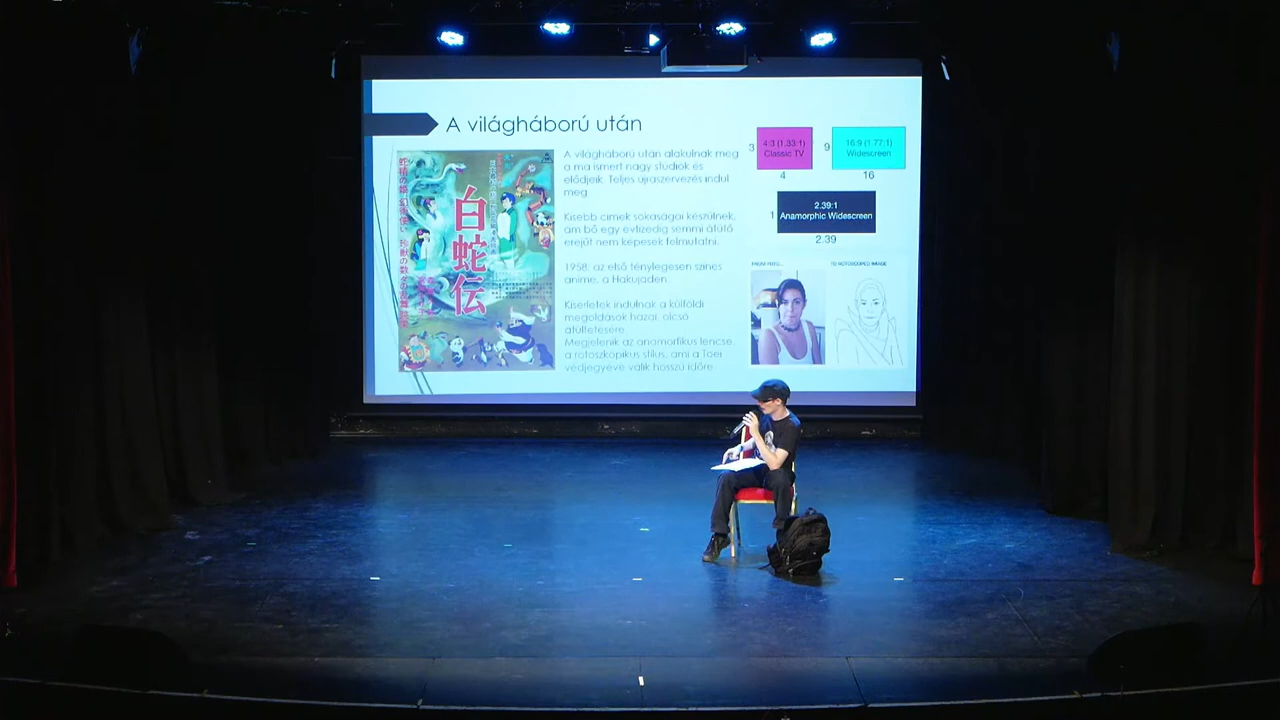 A világháború után
A világháború után alakulnak meg
a ma ismert nagy stúdiók és
elődjeik. Teljes újraszervezés indul
meg.
Kisebb címek sokaságai készülnek,
ám bő egy évtizedig semmi átütő
erejűt nem képesek felmutatni.
1958, az első ténylegesen színes
anime, a Hakujaden.
Kísérletek indulnak a külföldi
megoldások hazai, olcsó
átültetésére.
Megjelenik az anamorfikus lencse,
a rotoszkópikus stílus, ami a Toei
védjegyévé válik hosszú időre.
白蛇伝
3
4:3 (1.33:1)
Classic TV
4
9
16:9 (1.77:1)
Widescreen
16
1
2.39:1
Anamorphic Widescreen
2.39
TO ROTOSCOPED IMAGE